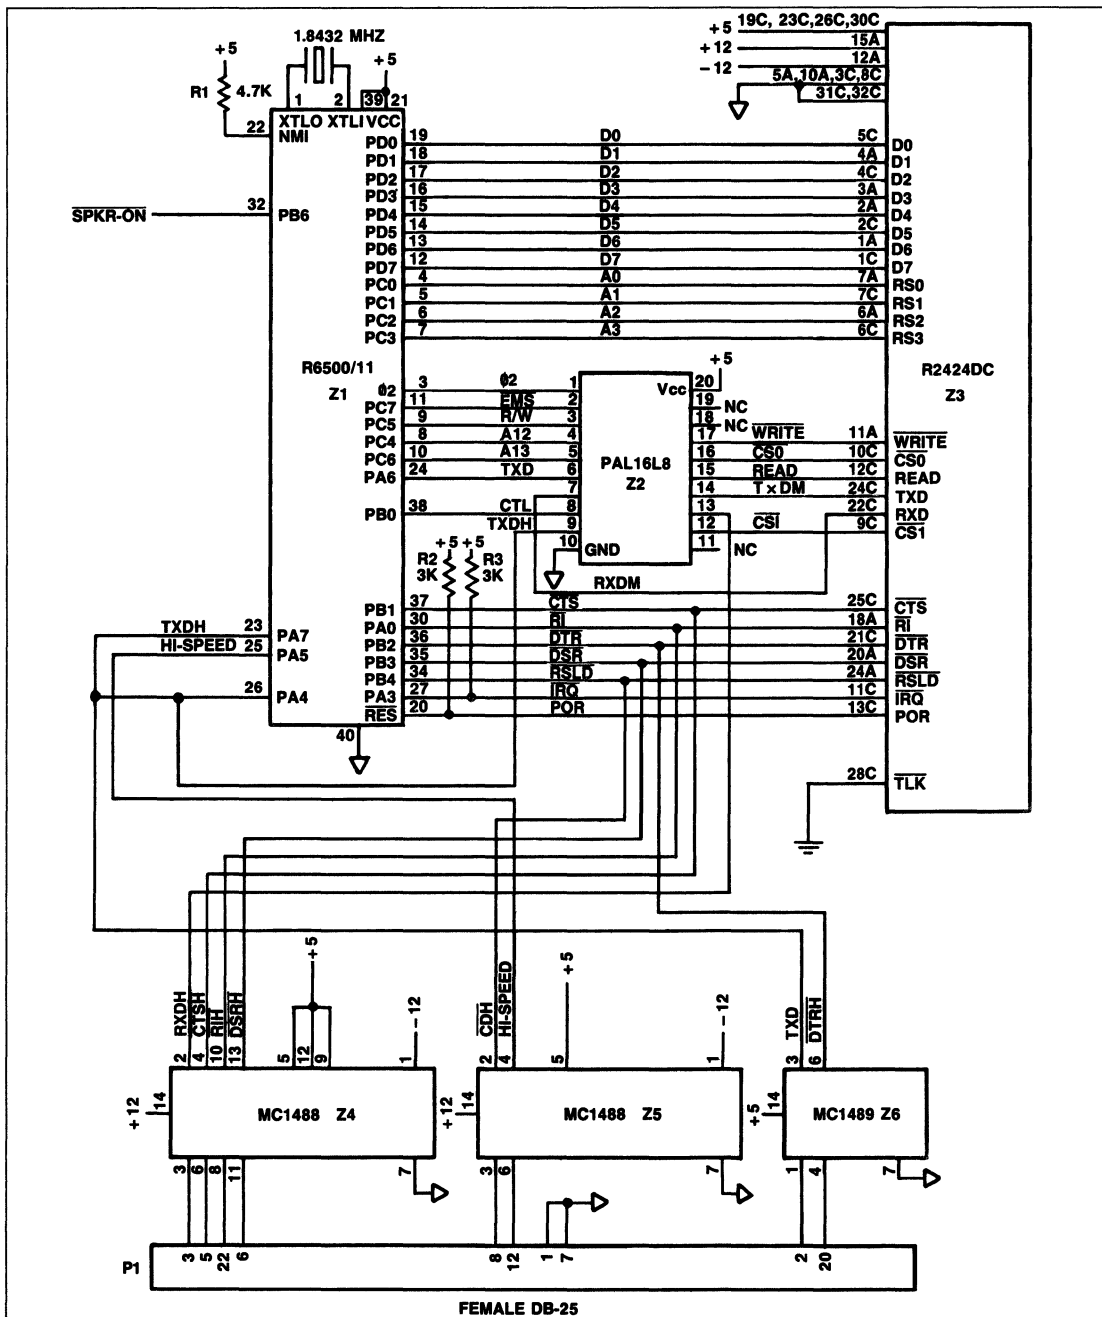 1.8432 MHZ
+5
+5
R1 4.7K
1 2 39 21
XTLO XTLI VCC
22 NMI
+5 19C, 23C, 26C, 30C
+12 15A
-12 12A
5A, 10A, 3C, 8C
31C, 32C
PD0 19 D0 5C D0
PD1 18 D1 4A D1
PD2 17 D2 4C D2
PD3 16 D3 3A D3
SPKR-ON 32 PB6
PD4 15 D4 2A D4
PD5 14 D5 2C D5
PD6 13 D6 1A D6
PD7 12 D7 1C D7
PC0 4 A0 7A RS0
PC1 5 A1 7C RS1
PC2 6 A2 6A RS2
PC3 7 A3 6C RS3
R6500/11
Z1
R2424DC
Z3
+5
Vcc 20
Ø2 3 Ø2 1
19 NC
PC7 11 EMS 2
18 NC
PC5 9 R/W 3
17 WRITE 11A WRITE
PC4 8 A12 4
16 CS0 10C CS0
PC6 10 A13 5
PAL16L8
Z2
15 READ 12C READ
PA6 24 TXD 6
14 T×DM 24C TXD
7
13
22C RXD
PB0 38 CTL 8
12 CSI 9C CS1
TXDH 9
11 NC
10 GND
+5 +5
R2 3K
R3 3K
RXDM
PB1 37 CTS 25C CTS
PA0 30 RI 18A RI
PB2 36 DTR 21C DTR
PB3 35 DSR 20A DSR
PB4 34 RSLD 24A RSLD
PA3 27 IRQ 11C IRQ
RES 20 POR 13C POR
TXDH 23 PA7
HI-SPEED 25 PA5
26 PA4
40
28C TLK
RXDH CTSH RIH DSRH
2 4 10 13
+5
5 12 9
-12
1
+12 14
MC1488 Z4
3 6 8 11
7
CDH HI-SPEED
2 4
+5
5
-12
1
+12 14
MC1488 Z5
3 6
7
TXD DTRH
3 6
+5 14
MC1489 Z6
1 4
7
P1
3 5 22 6 8 12 1 7 2 20
FEMALE DB-25